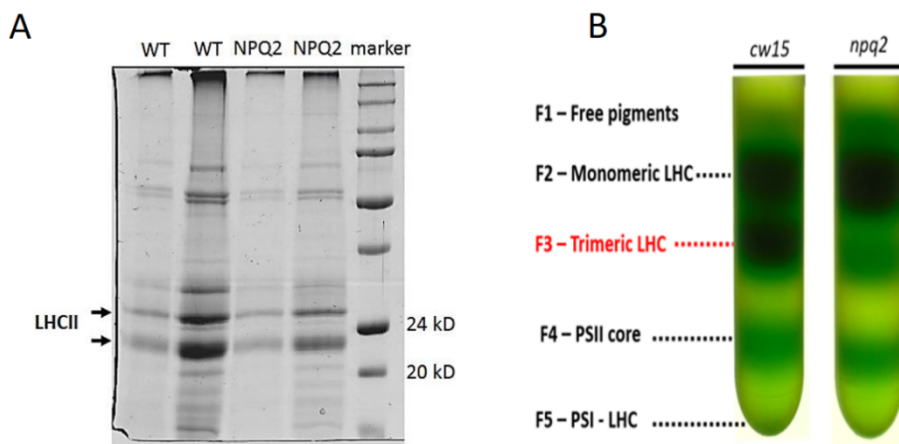 A
WT WT NPQ2 NPQ2 marker
LHCII
24 kD
20 kD
B
cw15 npq2
F1 – Free pigments
F2 – Monomeric LHC
F3 – Trimeric LHC
F4 – PSII core
F5 – PSI - LHC